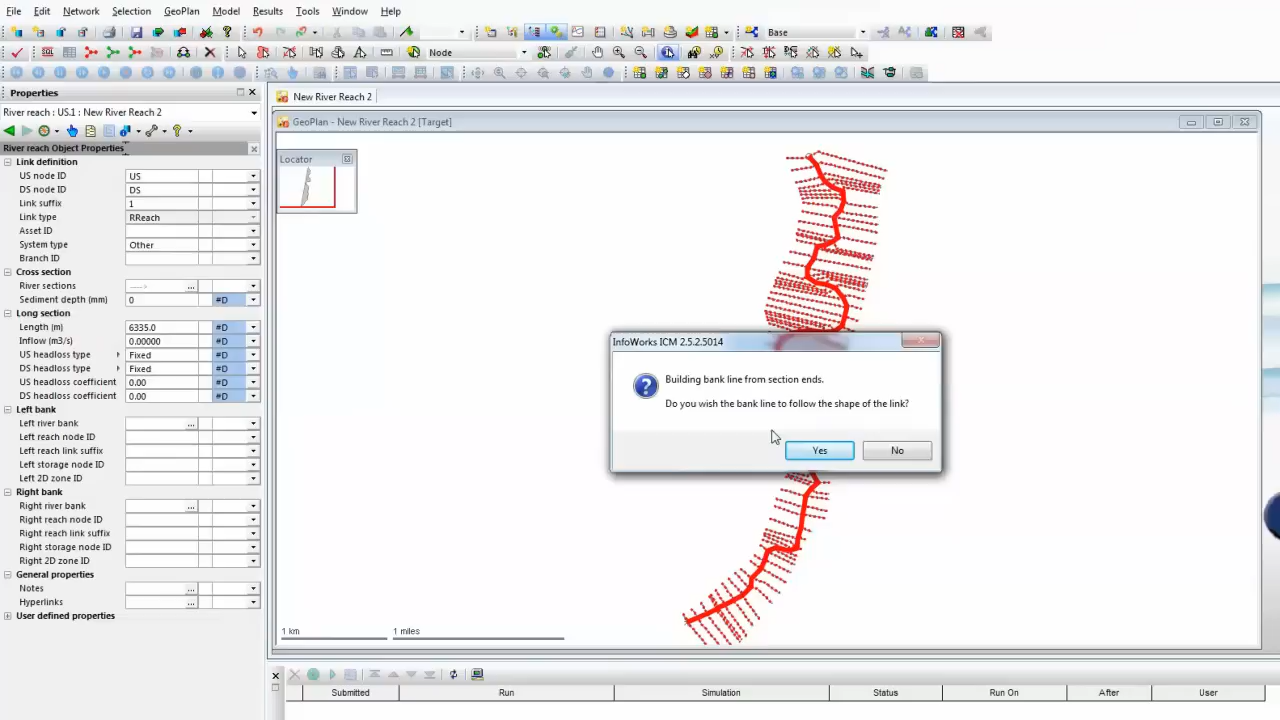 File Edit Network Selection GeoPlan Model Results Tools Window Help
Base
Node
Properties
New River Reach 2
River reach : US.1 : New River Reach 2
GeoPlan - New River Reach 2 [Target]
River reach Object Properties
Locator
Link definition
US node ID US
DS node ID DS
Link suffix 1
Link type RReach
Asset ID
System type Other
Branch ID
Cross section
River sections ---> ...
Sediment depth (mm) 0 #D
Long section
Length (m) 6335.0 #D
Inflow (m3/s) 0.00000 #D
US headloss type Fixed #D
DS headloss type Fixed #D
US headloss coefficient 0.00 #D
DS headloss coefficient 0.00 #D
Left bank
Left river bank ...
Left reach node ID
Left reach link suffix
Left storage node ID
Left 2D zone ID
Right bank
Right river bank ...
Right reach node ID
Right reach link suffix
Right storage node ID
Right 2D zone ID
General properties
Notes ...
Hyperlinks ...
User defined properties
InfoWorks ICM 2.5.2.5014
Building bank line from section ends.
Do you wish the bank line to follow the shape of the link?
Yes No
1 km 1 miles
Submitted Run Simulation Status Run On After User